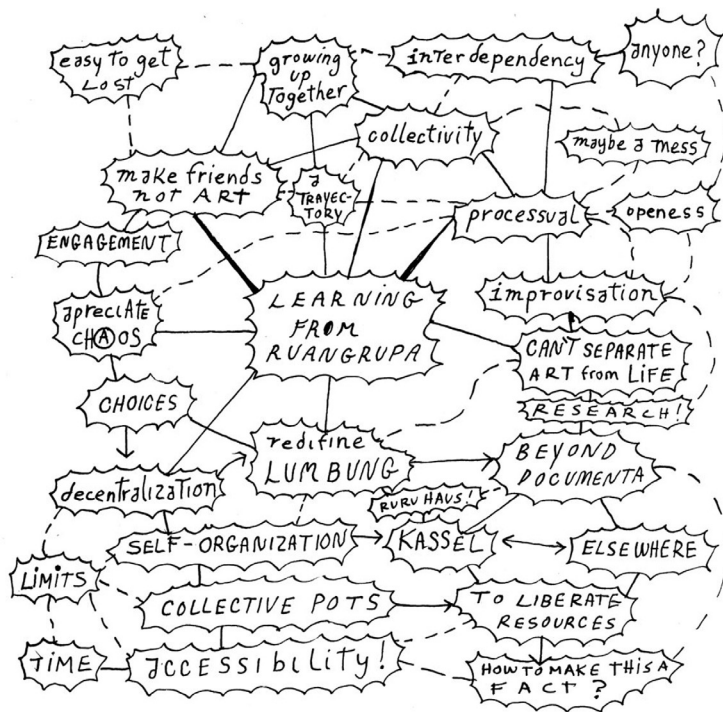 easy to get
LOST
growing
up
Together
interdependency
anyone?
collectivity
maybe a mess
make friends
not ART
a
TRAYEC-
TORY
processual
openess
ENGAGEMENT
apreciATE
CHAOS
LEARNING
FROM
RUANGRUPA
improvisation
CAN'T SEPARATE
ART from LiFE
CHOICES
RESEARCH!
redifine
LUMBUNG
BEYOND
DOCUMENTA
decentralization
RURU HAUS!
SELF-ORGANIZATION
KASSEL
ELSEWHERE
LiMiTS
COLLECTIVE POTS
TO LIBERATE
RESOURCES
TiME
accESSibiLiTY!
HOW TO MAKE THIS A
FACT?